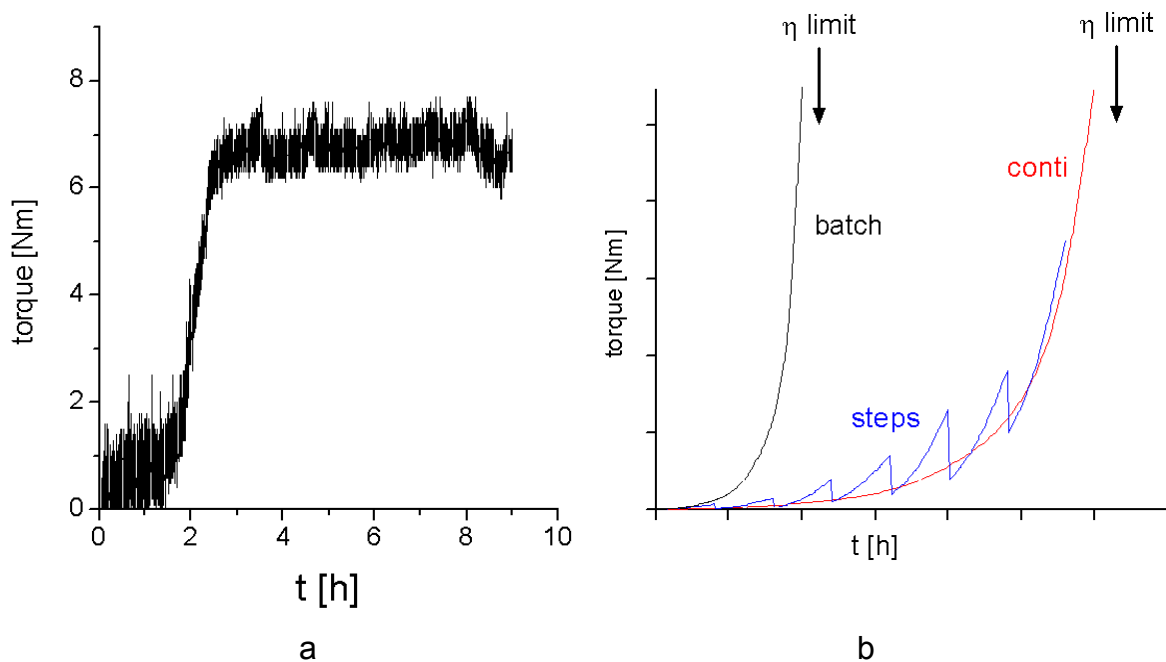 8
6
4
2
0
torque [Nm]
0
2
4
6
8
10
t [h]
a
η limit
η limit
conti
batch
steps
torque [Nm]
t [h]
b